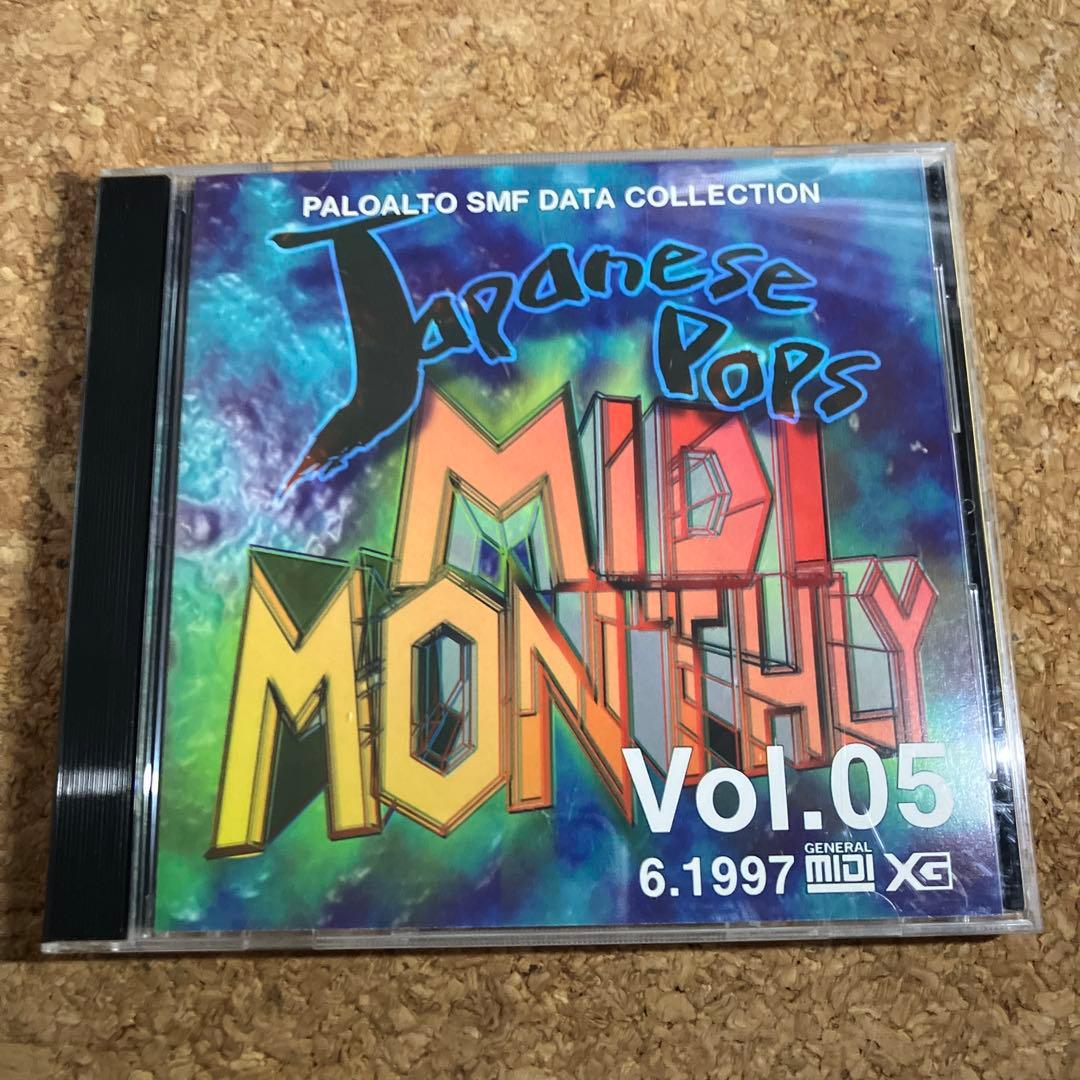 PALOALTO SMF DATA COLLECTION
Japanese
Pops
MIDI
MONTHLY
Vol.05
6.1997 GENERAL MIDI XG